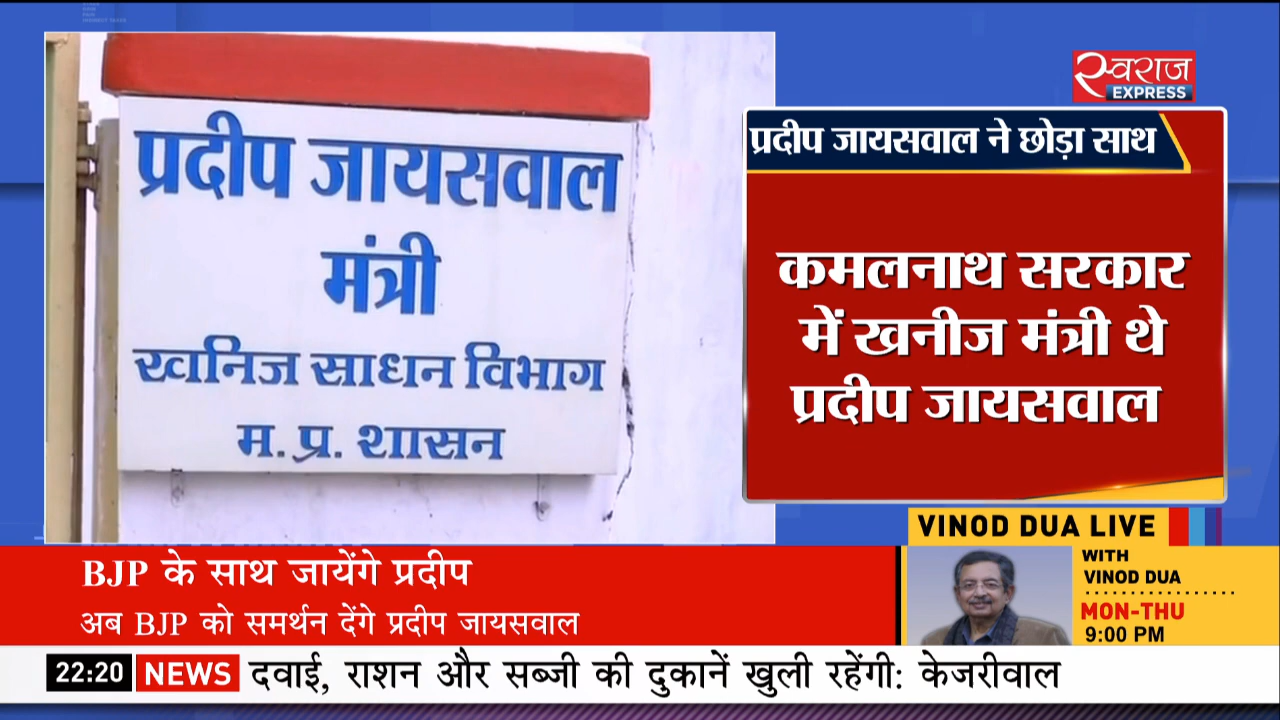 स्वराज
EXPRESS
प्रदीप जायसवाल ने छोड़ा साथ
प्रदीप जायसवाल
मंत्री
खनिज साधन विभाग
म.प्र. शासन
कमलनाथ सरकार
में खनीज मंत्री थे
प्रदीप जायसवाल
VINOD DUA LIVE
WITH
VINOD DUA
MON-THU
9:00 PM
BJP के साथ जायेंगे प्रदीप
अब BJP को समर्थन देंगे प्रदीप जायसवाल
22:20 NEWS दवाई, राशन और सब्जी की दुकानें खुली रहेंगी: केजरीवाल